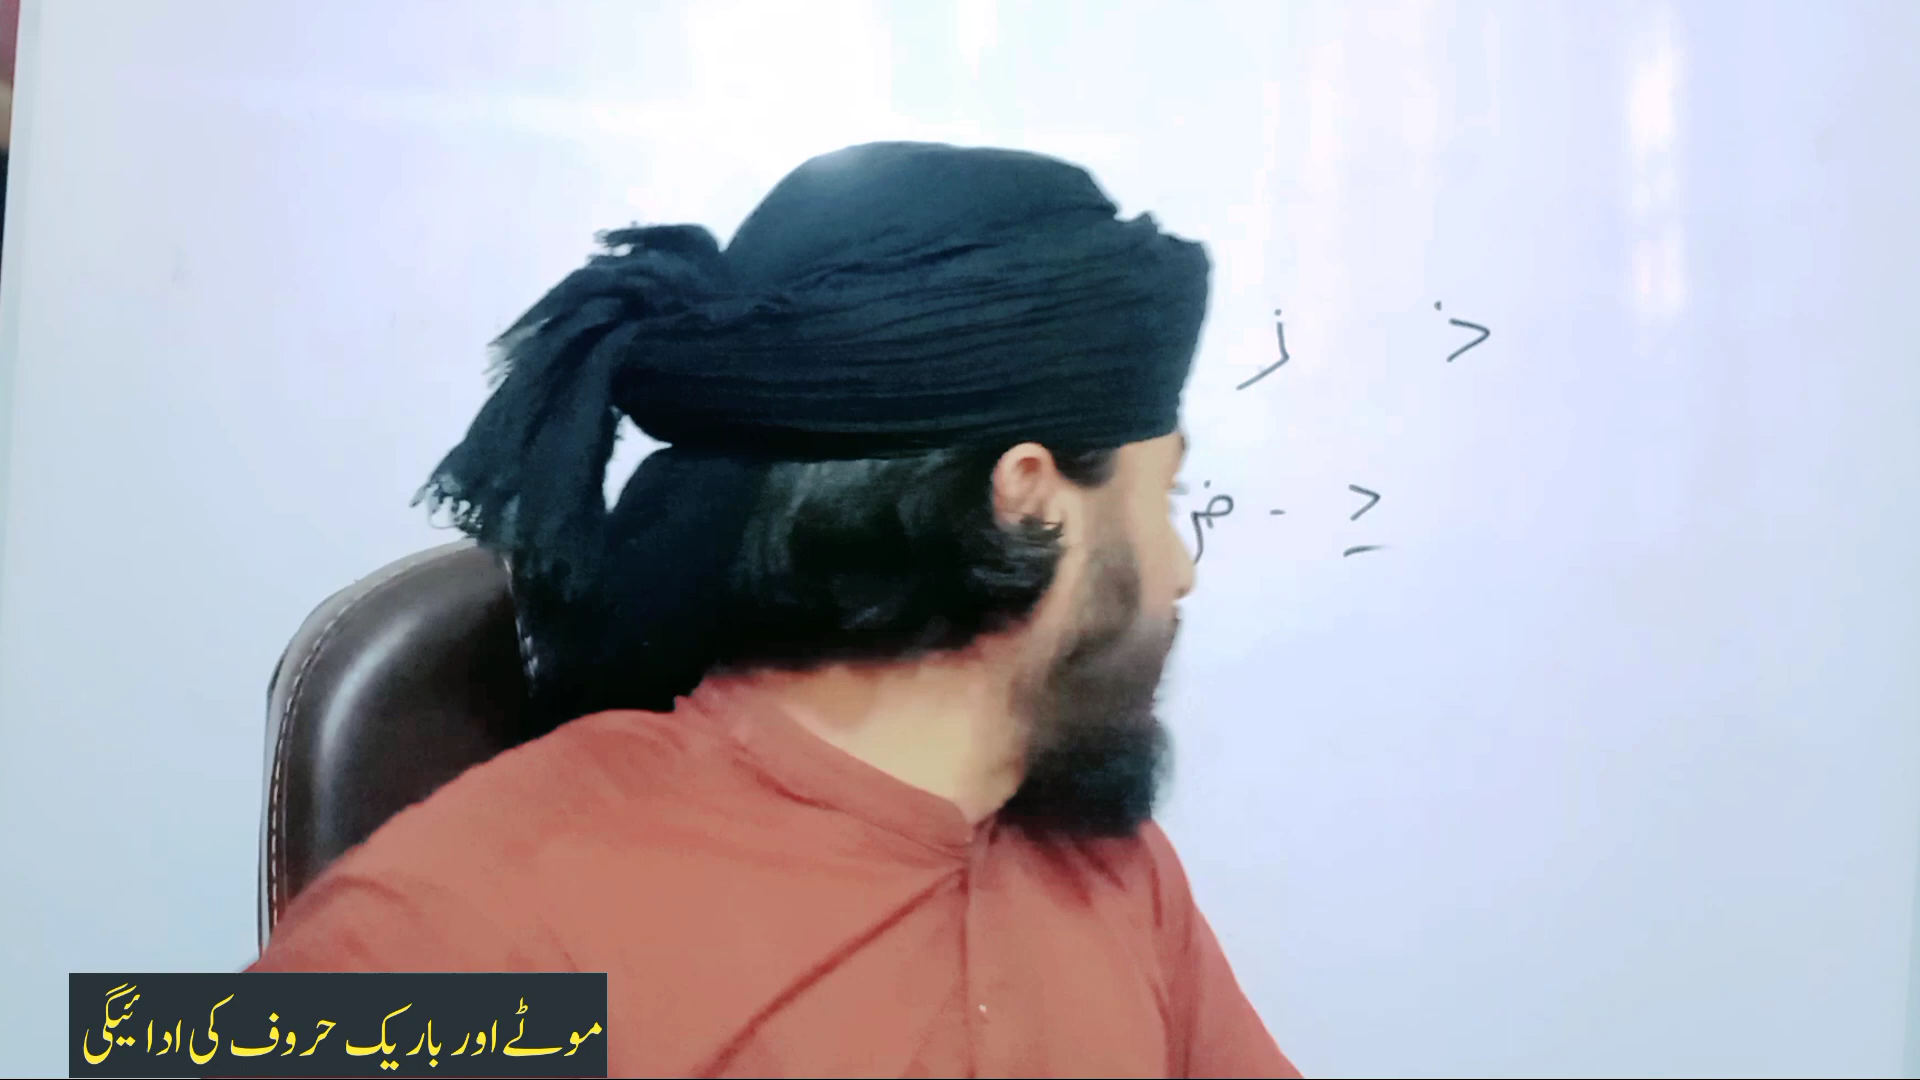 ذ ز
د - ض
موٹے اور باریک حروف کی ادائیگی